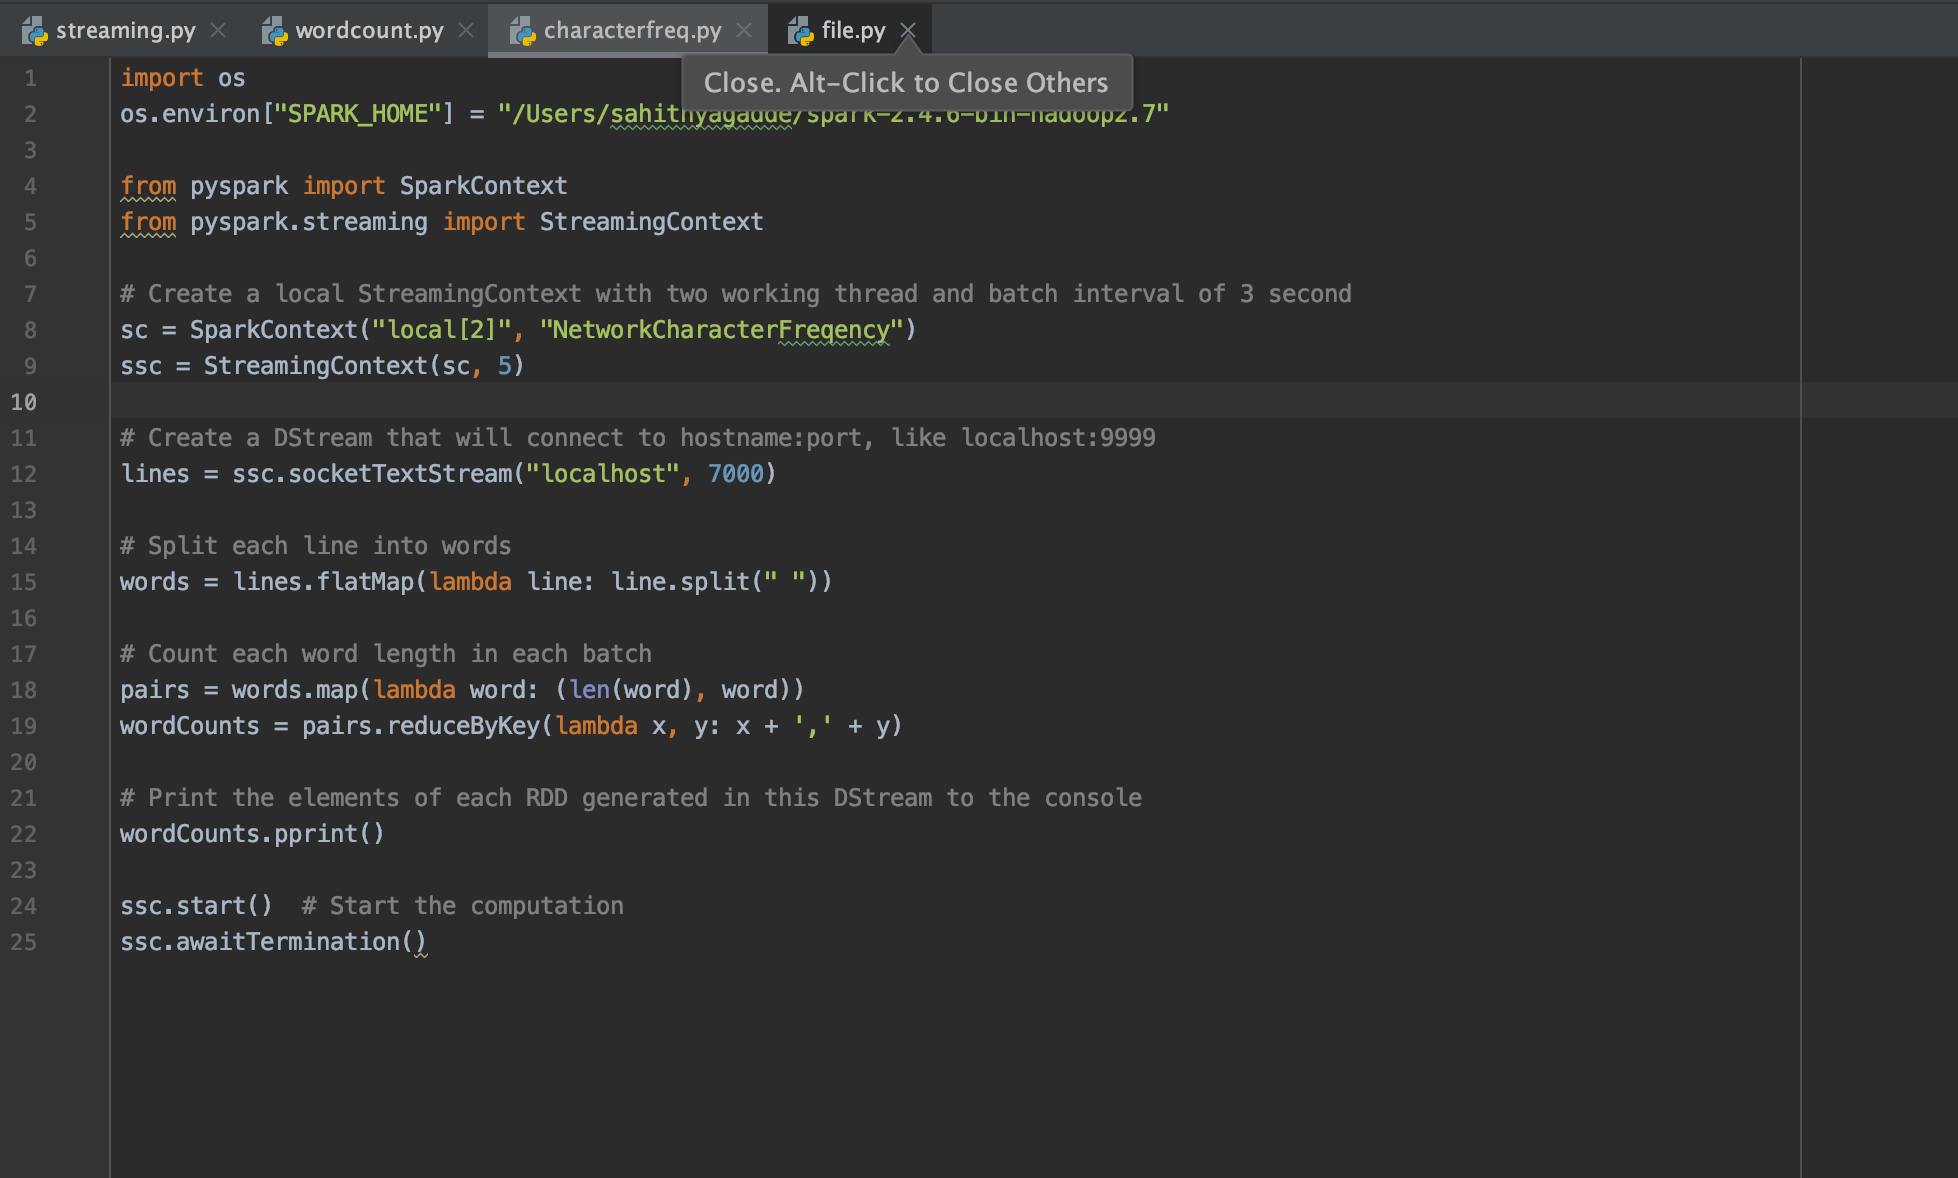 streaming.py wordcount.py characterfreq.py file.py
Close. Alt-Click to Close Others
1 import os
2 os.environ["SPARK_HOME"] = "/Users/sahithyagadde/spark-2.4.6-bin-hadoop2.7"
3
4 from pyspark import SparkContext
5 from pyspark.streaming import StreamingContext
6
7 # Create a local StreamingContext with two working thread and batch interval of 3 second
8 sc = SparkContext("local[2]", "NetworkCharacterFreqency")
9 ssc = StreamingContext(sc, 5)
10
11 # Create a DStream that will connect to hostname:port, like localhost:9999
12 lines = ssc.socketTextStream("localhost", 7000)
13
14 # Split each line into words
15 words = lines.flatMap(lambda line: line.split(" "))
16
17 # Count each word length in each batch
18 pairs = words.map(lambda word: (len(word), word))
19 wordCounts = pairs.reduceByKey(lambda x, y: x + ',' + y)
20
21 # Print the elements of each RDD generated in this DStream to the console
22 wordCounts.pprint()
23
24 ssc.start()  # Start the computation
25 ssc.awaitTermination()